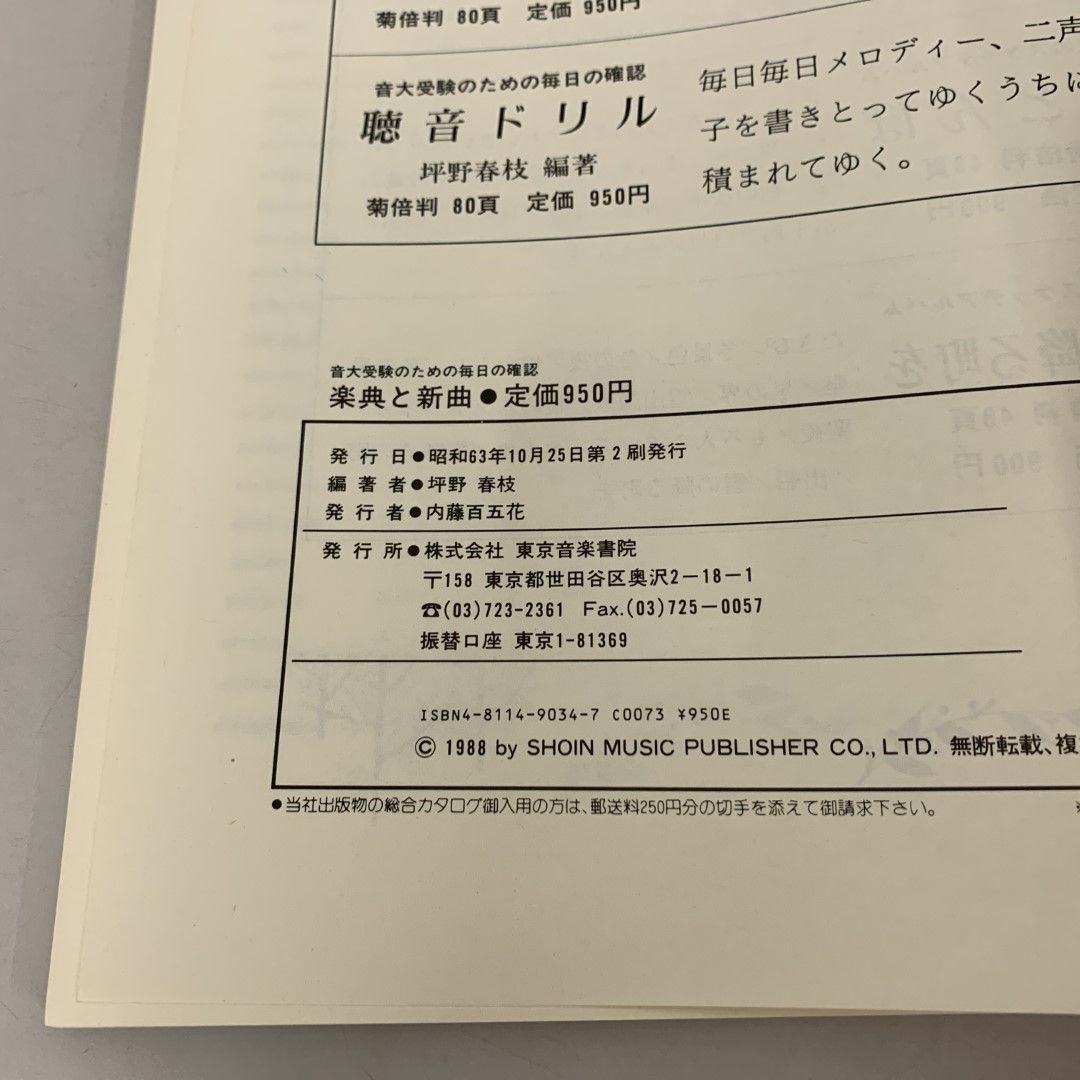 菊倍判 80頁 定価 950円
音大受験のための毎日の確認
聴音ドリル
坪野春枝 編著
菊倍判 80頁 定価 950円
毎日毎日メロディー、二声
子を書きとってゆくうちに
積まれてゆく。
音大受験のための毎日の確認
楽典と新曲●定価950円
発行日●昭和63年10月25日第2刷発行
編著者●坪野 春枝
発行者●内藤百五花
発行所●株式会社 東京音楽書院
〒158 東京都世田谷区奥沢2-18-1
☎(03)723-2361 Fax.(03)725-0057
振替口座 東京1-81369
ISBN4-8114-9034-7 C0073 ¥950E
© 1988 by SHOIN MUSIC PUBLISHER CO., LTD. 無断転載、複
●当社出版物の総合カタログ御入用の方は、郵送料250円分の切手を添えて御請求下さい。